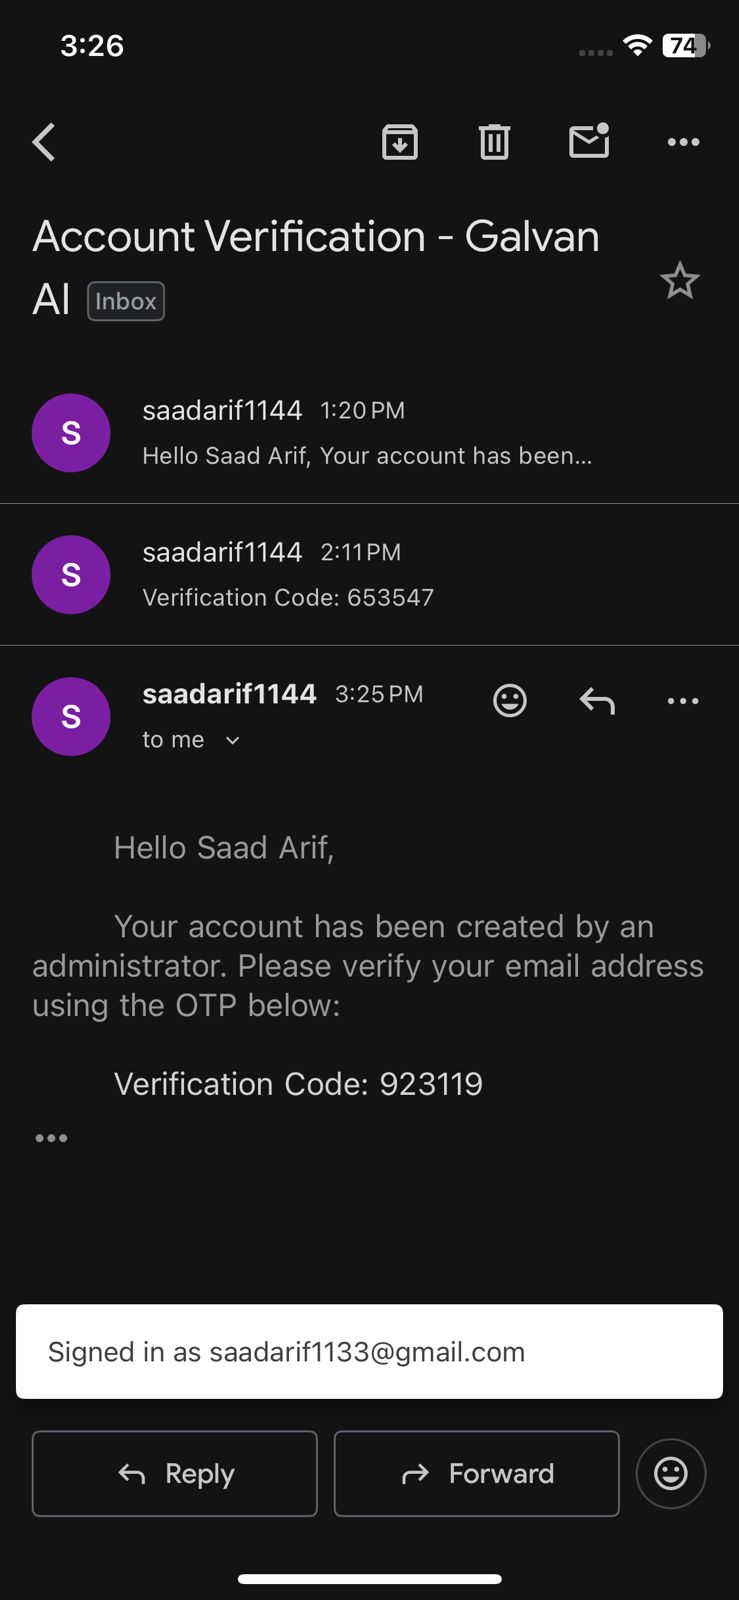 3:26
74
Account Verification - Galvan
AI Inbox
S
saadarif1144 1:20 PM
Hello Saad Arif, Your account has been...
S
saadarif1144 2:11 PM
Verification Code: 653547
S
saadarif1144 3:25 PM
to me
Hello Saad Arif,
Your account has been created by an
administrator. Please verify your email address
using the OTP below:
Verification Code: 923119
Signed in as saadarif1133@gmail.com
Reply
Forward